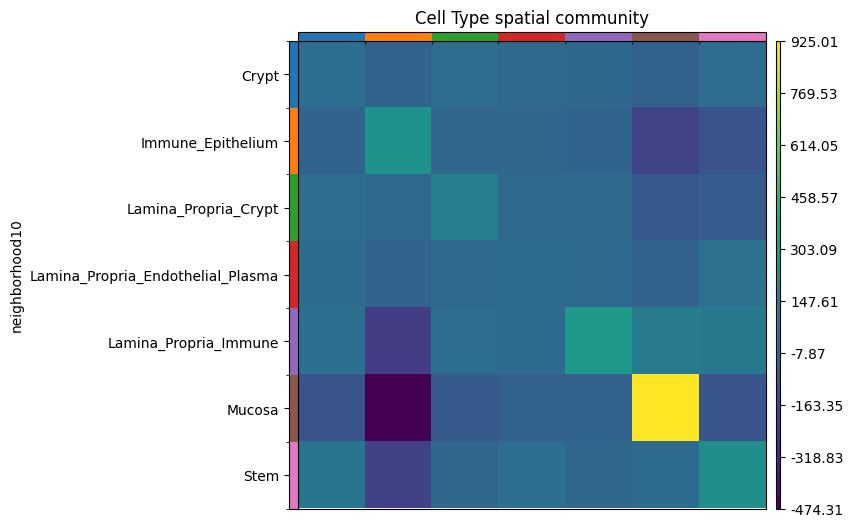 Cell Type spatial community
neighborhood10
Crypt
Immune_Epithelium
Lamina_Propria_Crypt
Lamina_Propria_Endothelial_Plasma
Lamina_Propria_Immune
Mucosa
Stem
925.01
769.53
614.05
458.57
303.09
147.61
-7.87
-163.35
-318.83
-474.31